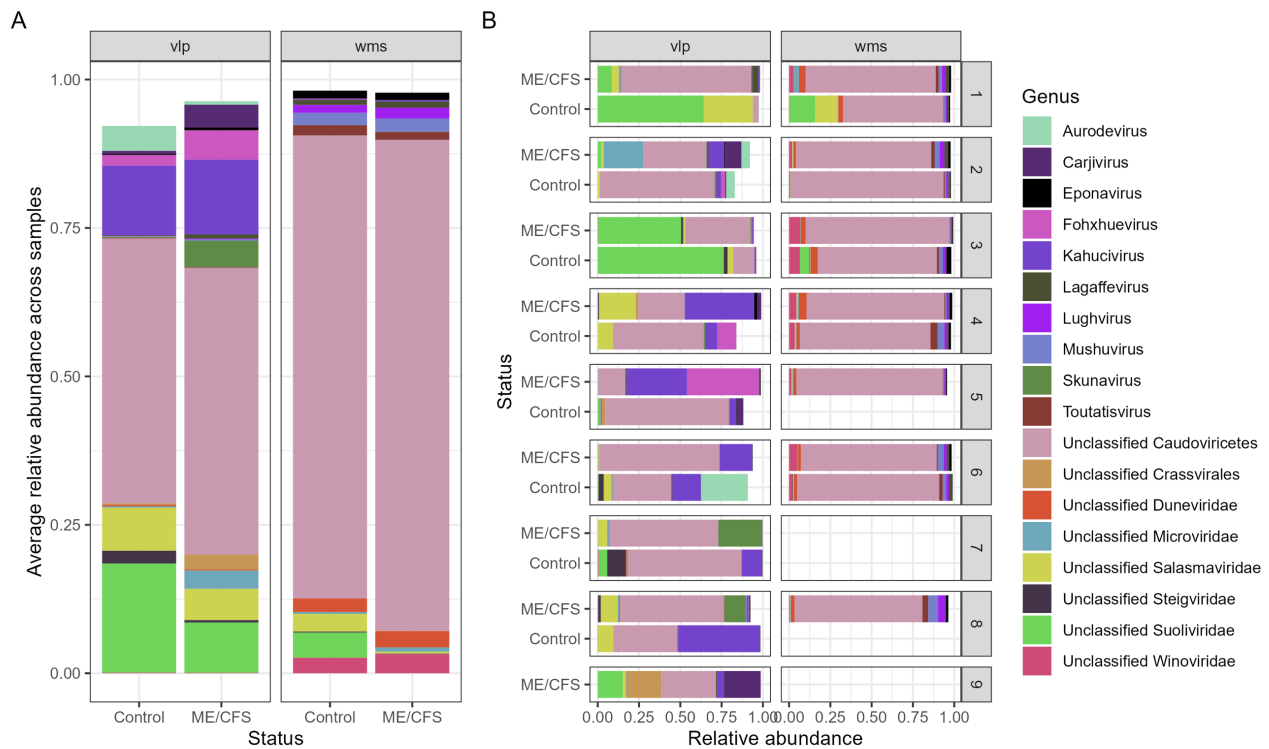 A
B
vlp
wms
vlp
wms
Average relative abundance across samples
1.00
0.75
0.50
0.25
0.00
Control
ME/CFS
Control
ME/CFS
Status
Status
ME/CFS
Control
1
ME/CFS
Control
2
ME/CFS
Control
3
ME/CFS
Control
4
ME/CFS
Control
5
ME/CFS
Control
6
ME/CFS
Control
7
ME/CFS
Control
8
ME/CFS
9
0.00 0.25 0.50 0.75 1.00 0.00 0.25 0.50 0.75 1.00
Relative abundance
Genus
Aurodevirus
Carjivirus
Eponavirus
Fohxhuevirus
Kahucivirus
Lagaffevirus
Lughvirus
Mushuvirus
Skunavirus
Toutatisvirus
Unclassified Caudoviricetes
Unclassified Crassvirales
Unclassified Duneviridae
Unclassified Microviridae
Unclassified Salasmaviridae
Unclassified Steigviridae
Unclassified Suoliviridae
Unclassified Winoviridae